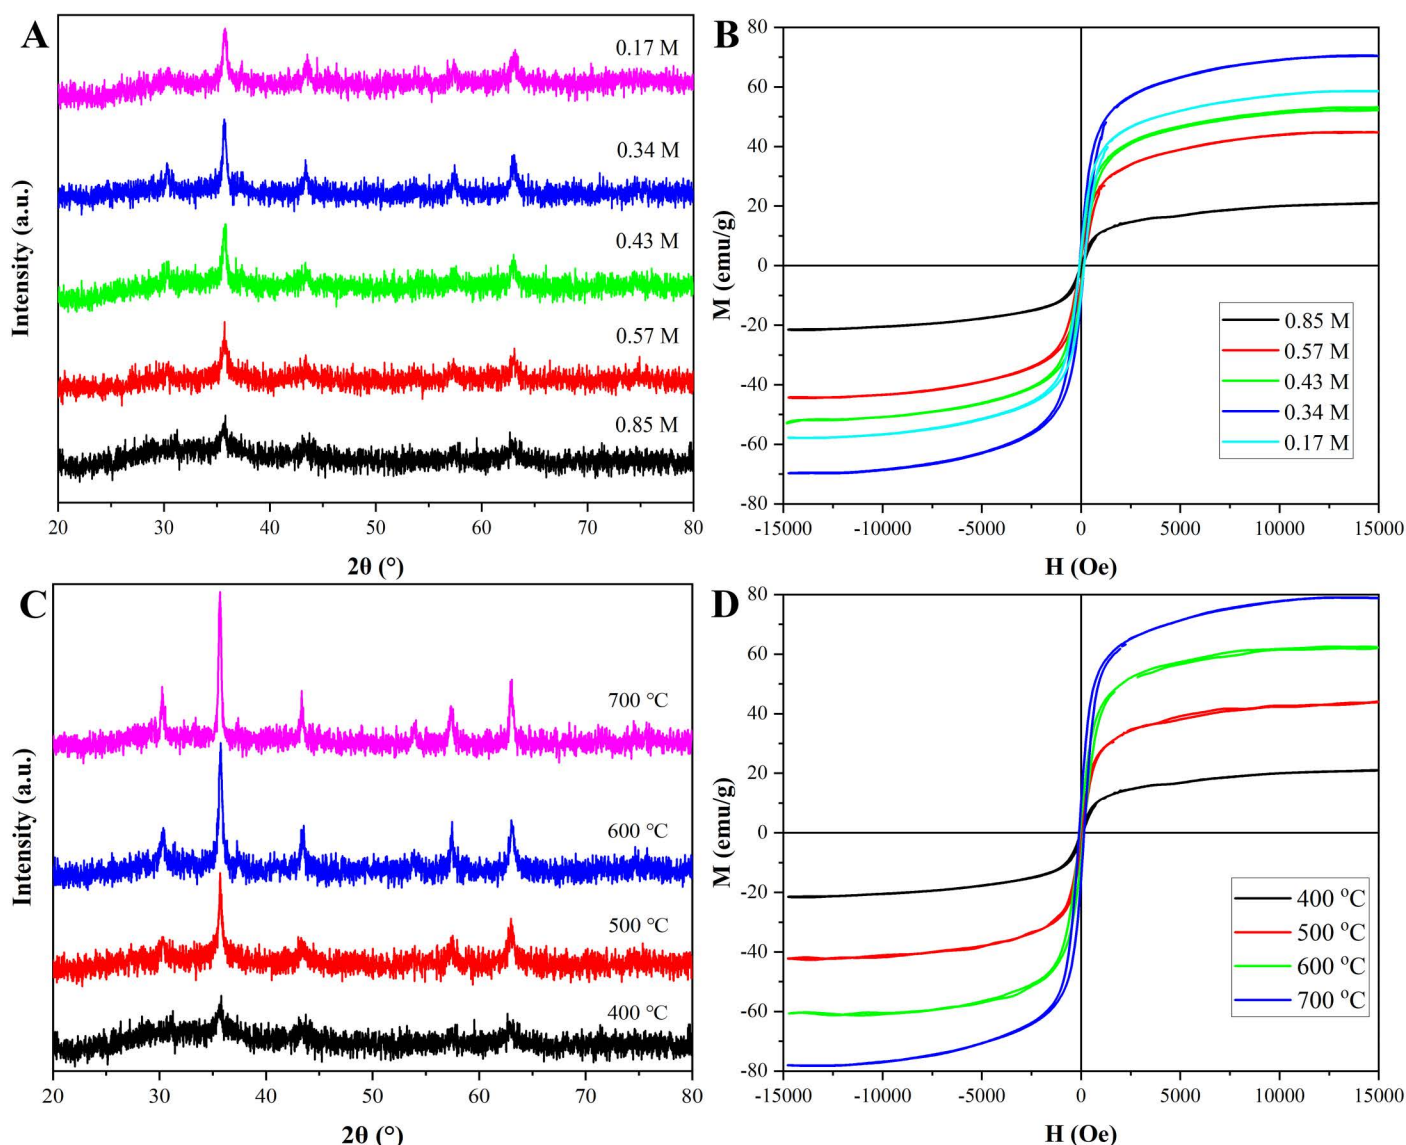 A
0.17 M
0.34 M
0.43 M
0.57 M
0.85 M
Intensity (a.u.)
20 30 40 50 60 70 80
2θ (°)
B
80
60
40
20
0
-20
-40
-60
-80
M (emu/g)
0.85 M
0.57 M
0.43 M
0.34 M
0.17 M
-15000 -10000 -5000 0 5000 10000 15000
H (Oe)
C
700 °C
600 °C
500 °C
400 °C
Intensity (a.u.)
20 30 40 50 60 70 80
2θ (°)
D
80
60
40
20
0
-20
-40
-60
-80
M (emu/g)
400 °C
500 °C
600 °C
700 °C
-15000 -10000 -5000 0 5000 10000 15000
H (Oe)